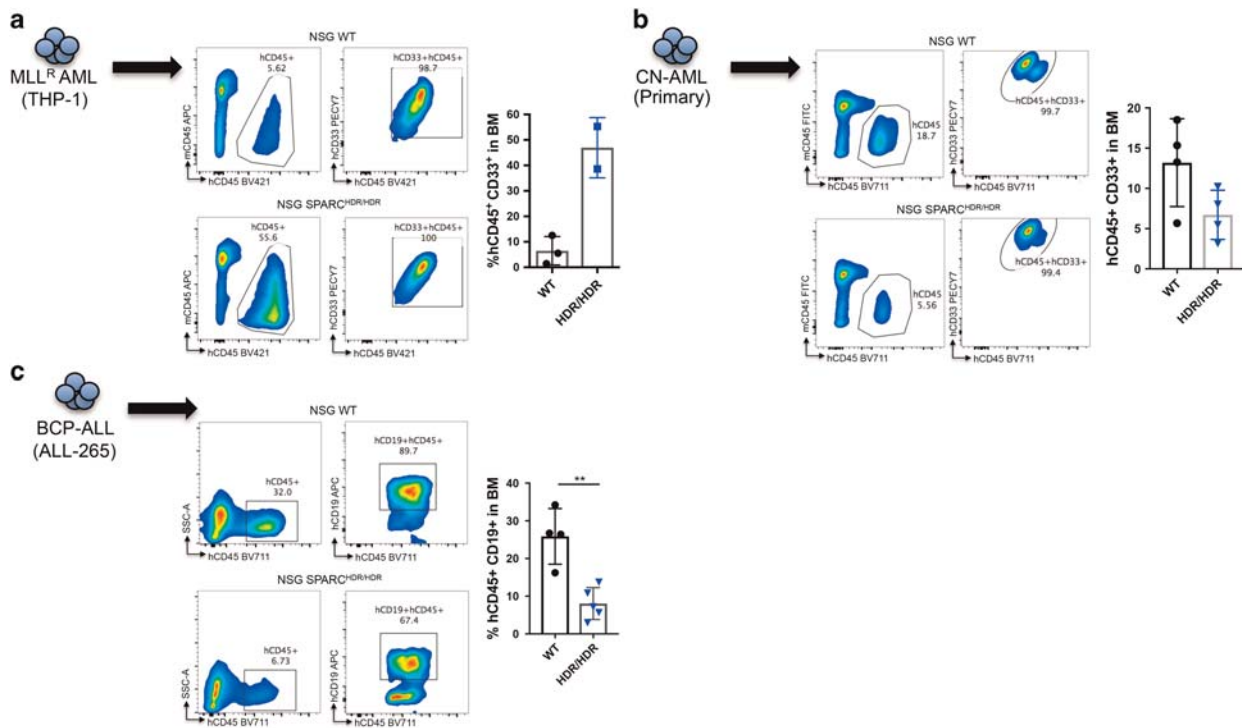 a
MLLᴿ AML
(THP-1)
NSG WT
hCD45+
5.62
mCD45 APC
hCD45 BV421
hCD33+hCD45+
98.7
hCD33 PECY7
hCD45 BV421
NSG SPARCᴴᴰᴿ/ᴴᴰᴿ
hCD45+
55.6
mCD45 APC
hCD45 BV421
hCD33+hCD45+
100
hCD33 PECY7
hCD45 BV421
%hCD45⁺ CD33⁺ in BM
60
50
40
30
20
10
0
WT
HDR/HDR
b
CN-AML
(Primary)
NSG WT
mCD45 FITC
hCD45
18.7
hCD45 BV711
hCD33 PECY7
hCD45+hCD33+
99.7
hCD45 BV711
NSG SPARCᴴᴰᴿ/ᴴᴰᴿ
mCD45 FITC
hCD45
5.56
hCD45 BV711
hCD33 PECY7
hCD45+hCD33+
99.4
hCD45 BV711
hCD45+ CD33+ in BM
20
15
10
5
0
WT
HDR/HDR
c
BCP-ALL
(ALL-265)
NSG WT
hCD45+
32.0
SSC-A
hCD45 BV711
hCD19+hCD45+
89.7
hCD19 APC
hCD45 BV711
NSG SPARCᴴᴰᴿ/ᴴᴰᴿ
hCD45+
6.73
SSC-A
hCD45 BV711
hCD19+hCD45+
67.4
hCD19 APC
hCD45 BV711
% hCD45+ CD19+ in BM
40
30
20
10
0
**
WT
HDR/HDR